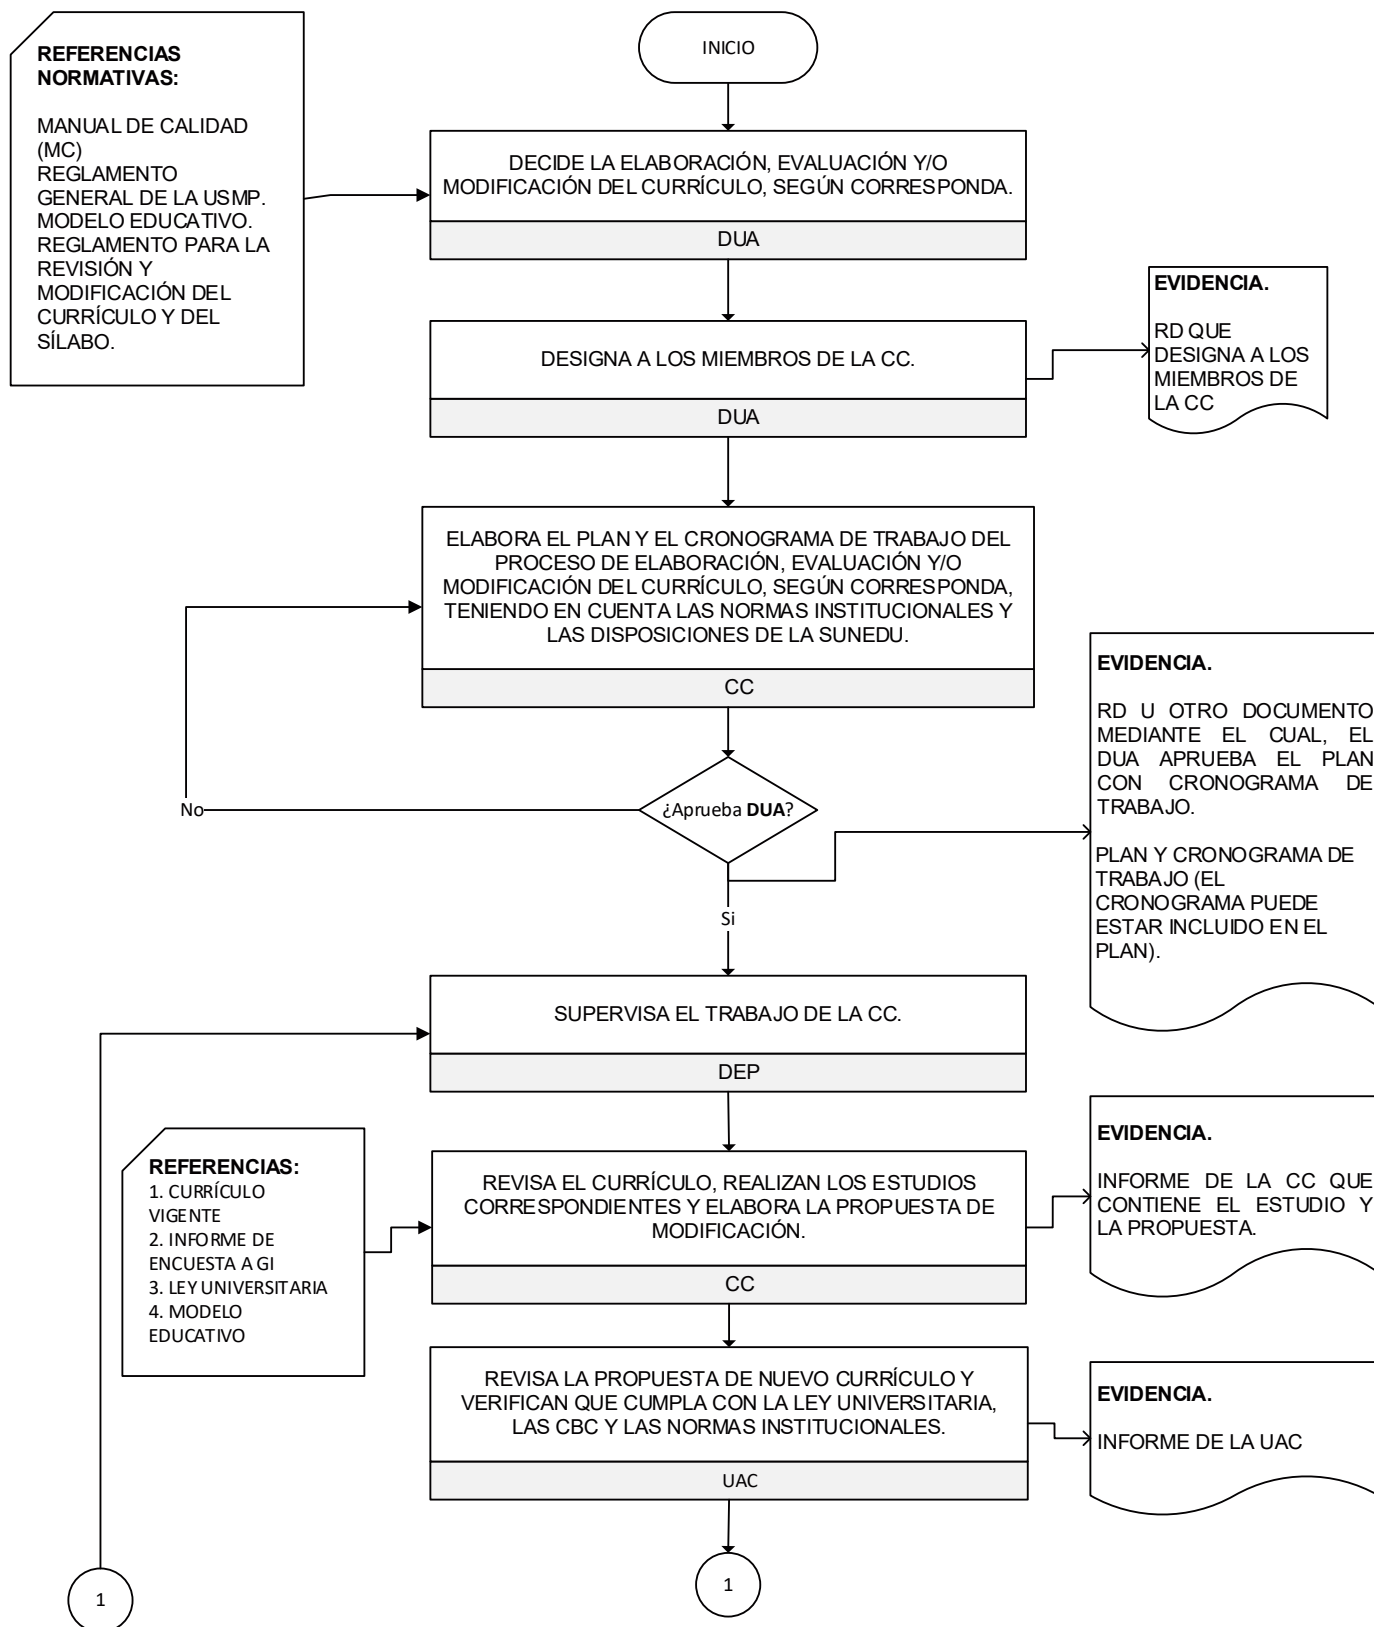 REFERENCIAS
NORMATIVAS:
MANUAL DE CALIDAD
(MC)
REGLAMENTO
GENERAL DE LA USMP.
MODELO EDUCATIVO.
REGLAMENTO PARA LA
REVISIÓN Y
MODIFICACIÓN DEL
CURRÍCULO Y DEL
SÍLABO.
INICIO
DECIDE LA ELABORACIÓN, EVALUACIÓN Y/O
MODIFICACIÓN DEL CURRÍCULO, SEGÚN CORRESPONDA.
DUA
DESIGNA A LOS MIEMBROS DE LA CC.
DUA
EVIDENCIA.
RD QUE
DESIGNA A LOS
MIEMBROS DE
LA CC
ELABORA EL PLAN Y EL CRONOGRAMA DE TRABAJO DEL
PROCESO DE ELABORACIÓN, EVALUACIÓN Y/O
MODIFICACIÓN DEL CURRÍCULO, SEGÚN CORRESPONDA,
TENIENDO EN CUENTA LAS NORMAS INSTITUCIONALES Y
LAS DISPOSICIONES DE LA SUNEDU.
CC
¿Aprueba DUA?
No
Si
EVIDENCIA.
RD U OTRO DOCUMENTO
MEDIANTE EL CUAL, EL
DUA APRUEBA EL PLAN
CON CRONOGRAMA DE
TRABAJO.
PLAN Y CRONOGRAMA DE
TRABAJO (EL
CRONOGRAMA PUEDE
ESTAR INCLUIDO EN EL
PLAN).
SUPERVISA EL TRABAJO DE LA CC.
DEP
REFERENCIAS:
1. CURRÍCULO
VIGENTE
2. INFORME DE
ENCUESTA A GI
3. LEY UNIVERSITARIA
4. MODELO
EDUCATIVO
REVISA EL CURRÍCULO, REALIZAN LOS ESTUDIOS
CORRESPONDIENTES Y ELABORA LA PROPUESTA DE
MODIFICACIÓN.
CC
EVIDENCIA.
INFORME DE LA CC QUE
CONTIENE EL ESTUDIO Y
LA PROPUESTA.
REVISA LA PROPUESTA DE NUEVO CURRÍCULO Y
VERIFICAN QUE CUMPLA CON LA LEY UNIVERSITARIA,
LAS CBC Y LAS NORMAS INSTITUCIONALES.
UAC
EVIDENCIA.
INFORME DE LA UAC
1
1